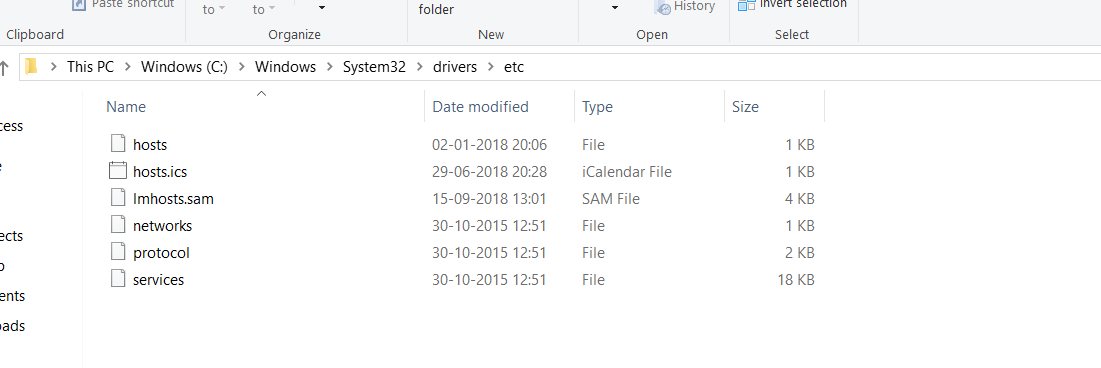 Paste shortcut
to to
folder
History
Invert selection
Clipboard Organize New Open Select
This PC Windows (C:) Windows System32 drivers etc
Name Date modified Type Size
hosts 02-01-2018 20:06 File 1 KB
hosts.ics 29-06-2018 20:28 iCalendar File 1 KB
lmhosts.sam 15-09-2018 13:01 SAM File 4 KB
networks 30-10-2015 12:51 File 1 KB
protocol 30-10-2015 12:51 File 2 KB
services 30-10-2015 12:51 File 18 KB
cess
ects
ents
oads